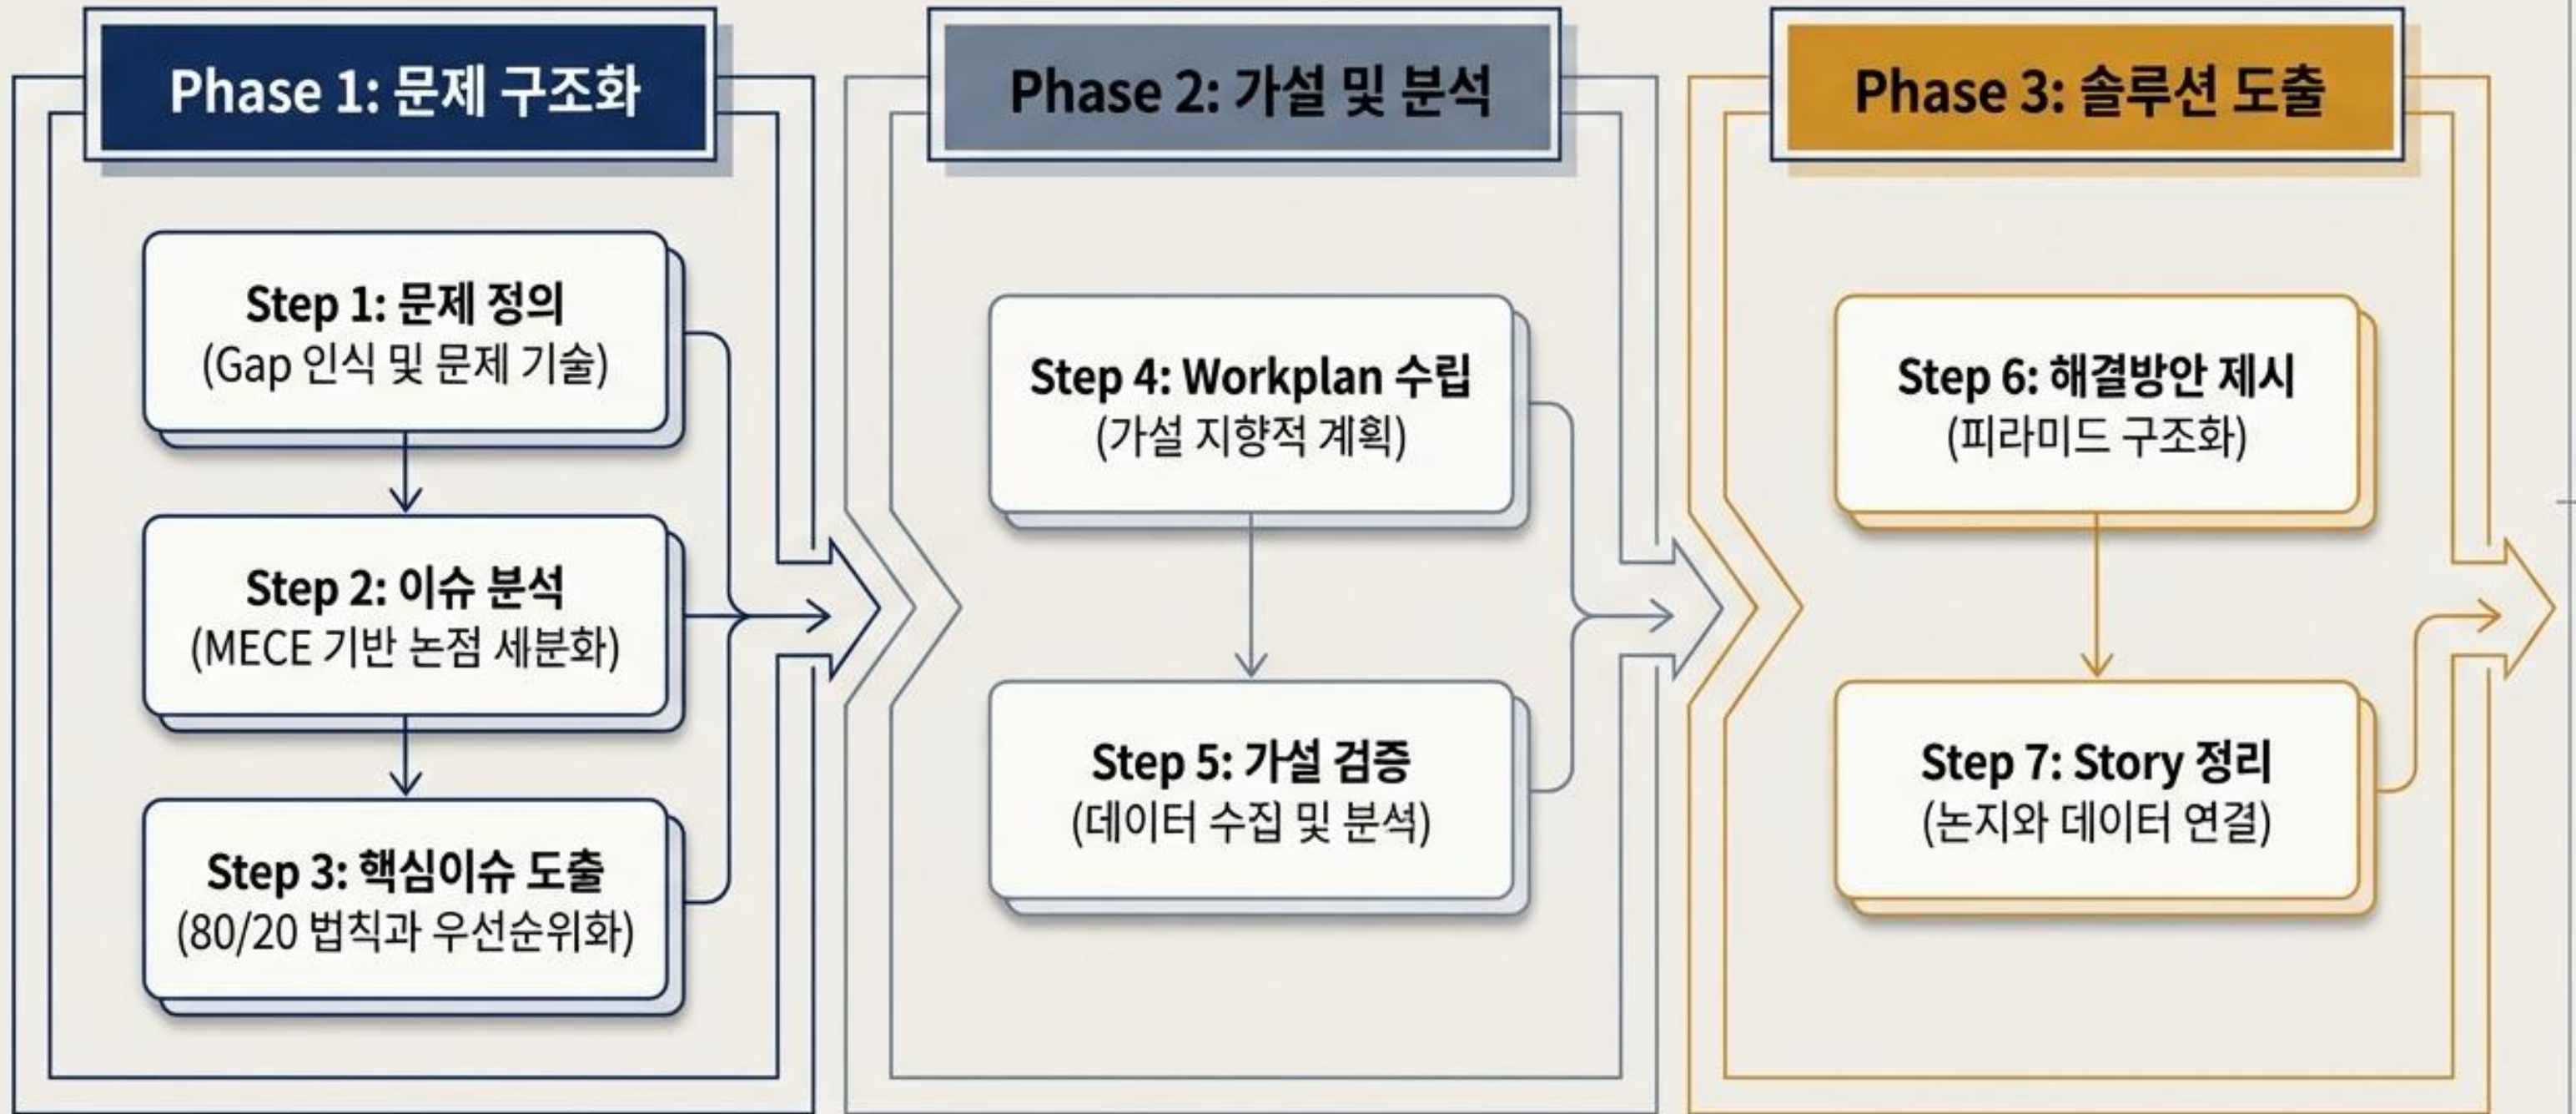 Phase 1: 문제 구조화
Step 1: 문제 정의
(Gap 인식 및 문제 기술)
Step 2: 이슈 분석
(MECE 기반 논점 세분화)
Step 3: 핵심이슈 도출
(80/20 법칙과 우선순위화)
Phase 2: 가설 및 분석
Step 4: Workplan 수립
(가설 지향적 계획)
Step 5: 가설 검증
(데이터 수집 및 분석)
Phase 3: 솔루션 도출
Step 6: 해결방안 제시
(피라미드 구조화)
Step 7: Story 정리
(논지와 데이터 연결)